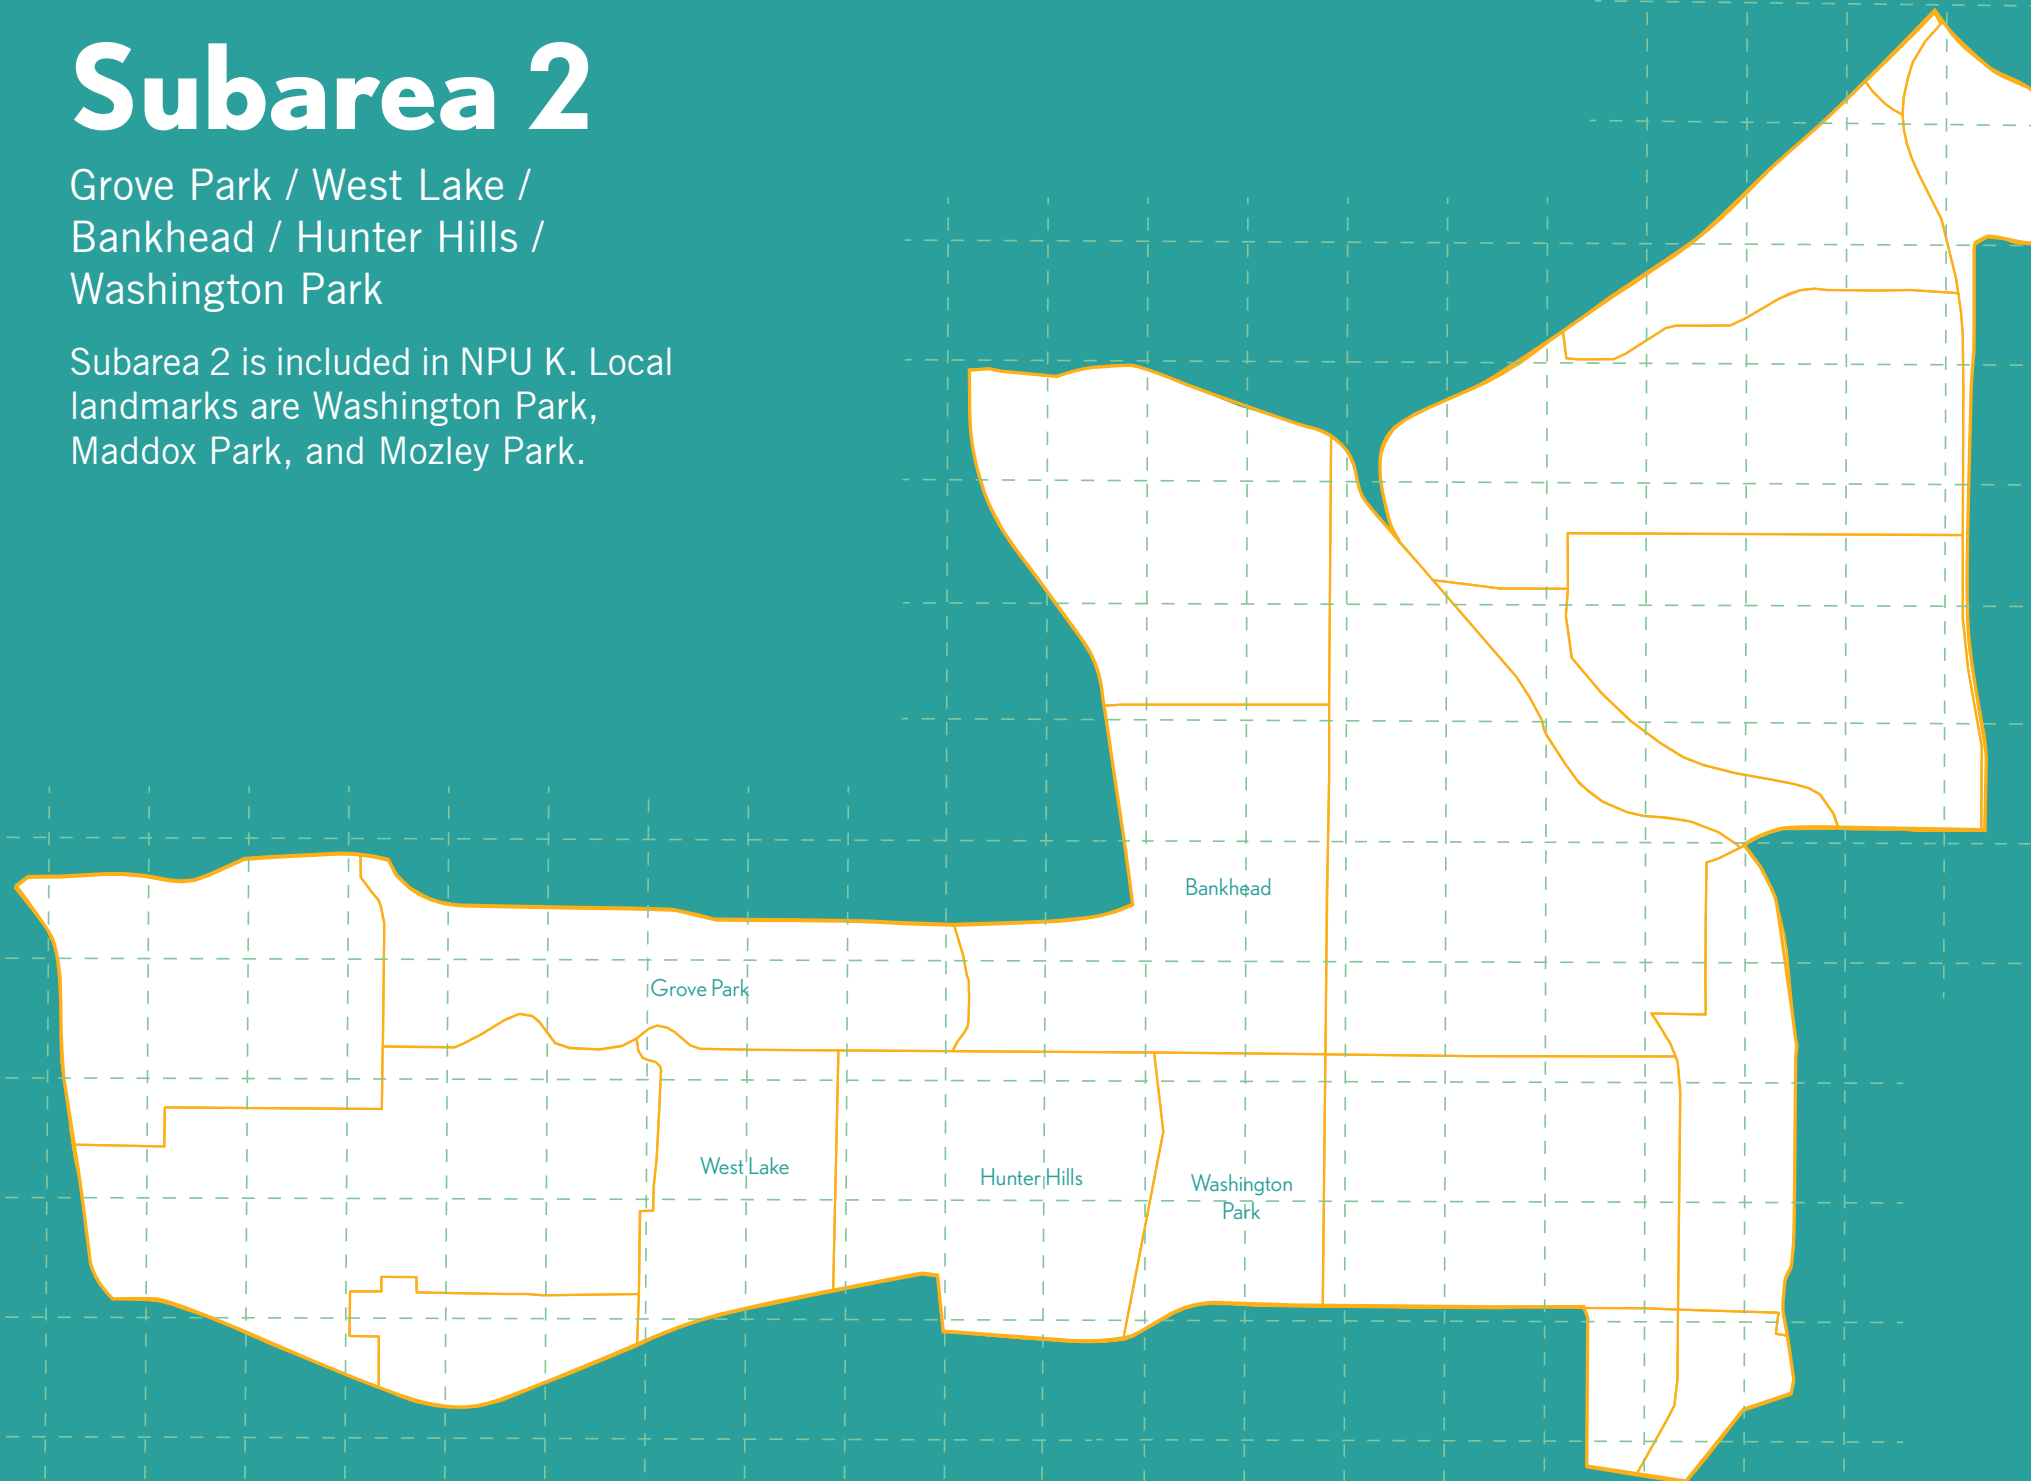 Subarea 2
Grove Park / West Lake /
Bankhead / Hunter Hills /
Washington Park
Subarea 2 is included in NPU K. Local
landmarks are Washington Park,
Maddox Park, and Mozley Park.
Bankhead
Grove Park
West Lake
Hunter Hills
Washington
Park